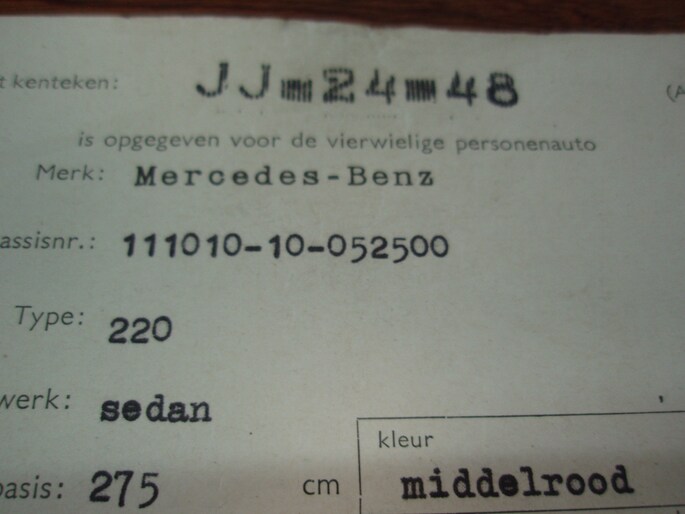 t kenteken: JJ-24-48 (A
is opgegeven voor de vierwielige personenauto
Merk: Mercedes-Benz
assisnr.: 111010-10-052500
Type: 220
werk: sedan
kleur
basis: 275 cm middelrood